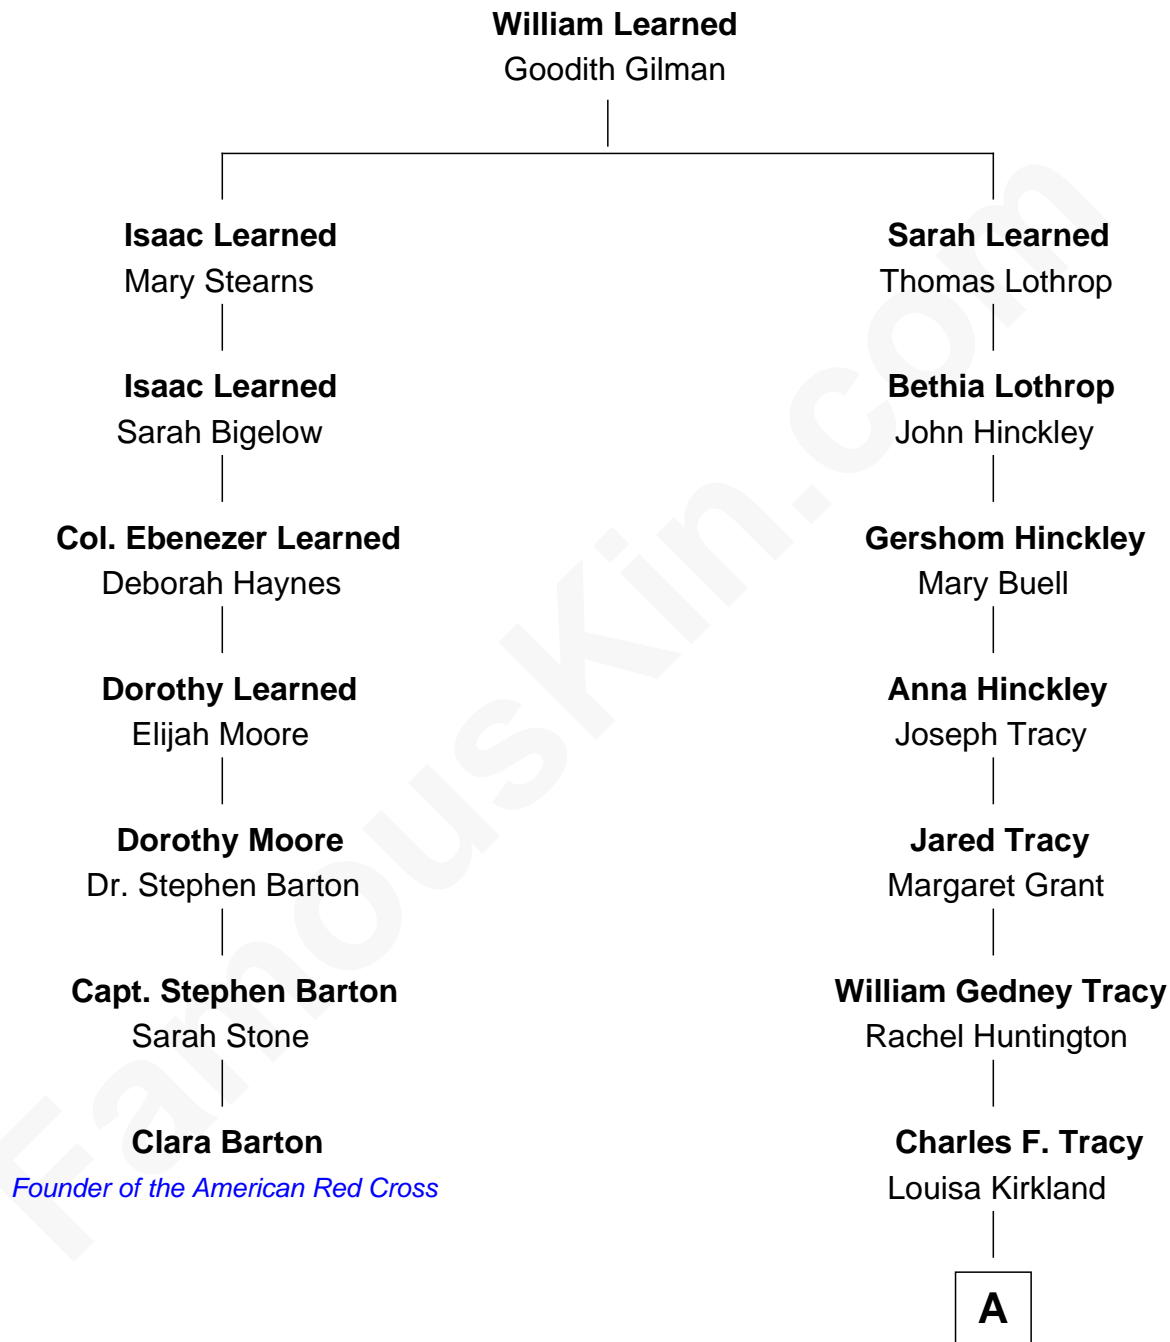 William Learned
Goodith Gilman
Isaac Learned
Mary Stearns
Sarah Learned
Thomas Lothrop
Isaac Learned
Sarah Bigelow
Bethia Lothrop
John Hinckley
Col. Ebenezer Learned
Deborah Haynes
Gershom Hinckley
Mary Buell
Dorothy Learned
Elijah Moore
Anna Hinckley
Joseph Tracy
Dorothy Moore
Dr. Stephen Barton
Jared Tracy
Margaret Grant
Capt. Stephen Barton
Sarah Stone
William Gedney Tracy
Rachel Huntington
Clara Barton
Founder of the American Red Cross
Charles F. Tracy
Louisa Kirkland
A
FamousKin.com